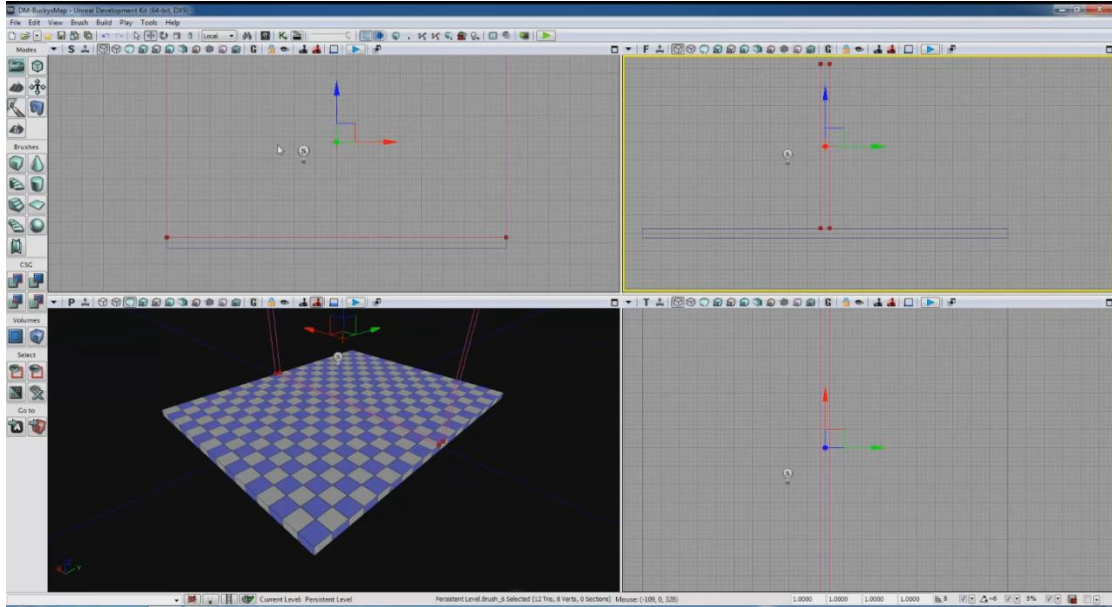 DM-BuckysMap - Unreal Development Kit (64-bit, DX9)
File Edit View Brush Build Play Tools Help
Local
Modes
S G
F G
Brushes
CSG
P G
T G
Volumes
Select
Go to
X Y
Current Level: Persistent Level
Persistent Level.Brush_6 Selected (12 Tris, 8 Verts, 0 Sections) Mouse: (-109, 0, 328)
1.0000 1.0000 1.0000 1.0000 8 5%